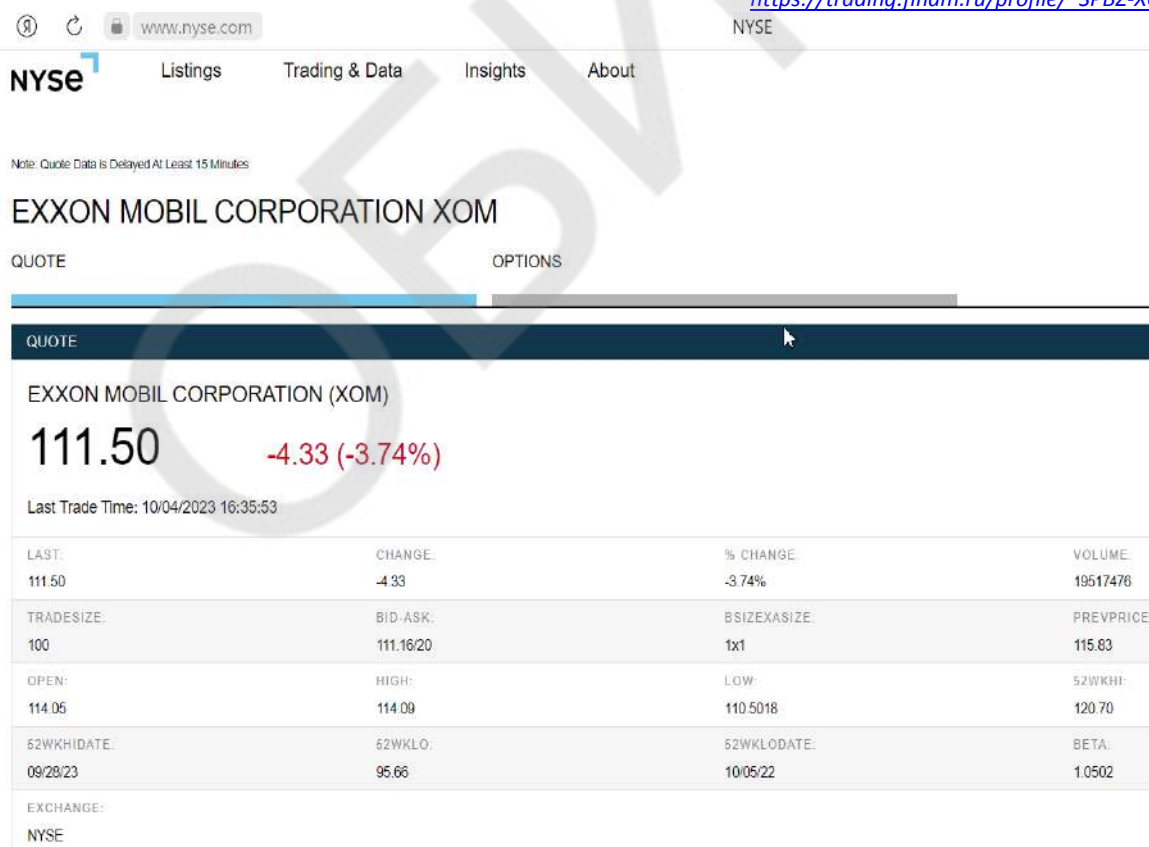 https://trading.finam.ru/profile/
www.nyse.com NYSE
NYSE Listings Trading & Data Insights About
Note: Quote Data is Delayed At Least 15 Minutes
EXXON MOBIL CORPORATION XOM
QUOTE OPTIONS
QUOTE
EXXON MOBIL CORPORATION (XOM)
111.50 -4.33 (-3.74%)
Last Trade Time: 10/04/2023 16:35:53
LAST: CHANGE: % CHANGE: VOLUME:
111.50 -4.33 -3.74% 19517476
TRADESIZE: BID-ASK: BSIZEXASIZE: PREVPRICE
100 111.16/20 1x1 115.83
OPEN: HIGH: LOW: 52WKHI:
114.05 114.09 110.5018 120.70
52WKHIDATE: 52WKLO: 52WKLODATE: BETA:
09/28/23 95.66 10/05/22 1.0502
EXCHANGE:
NYSE